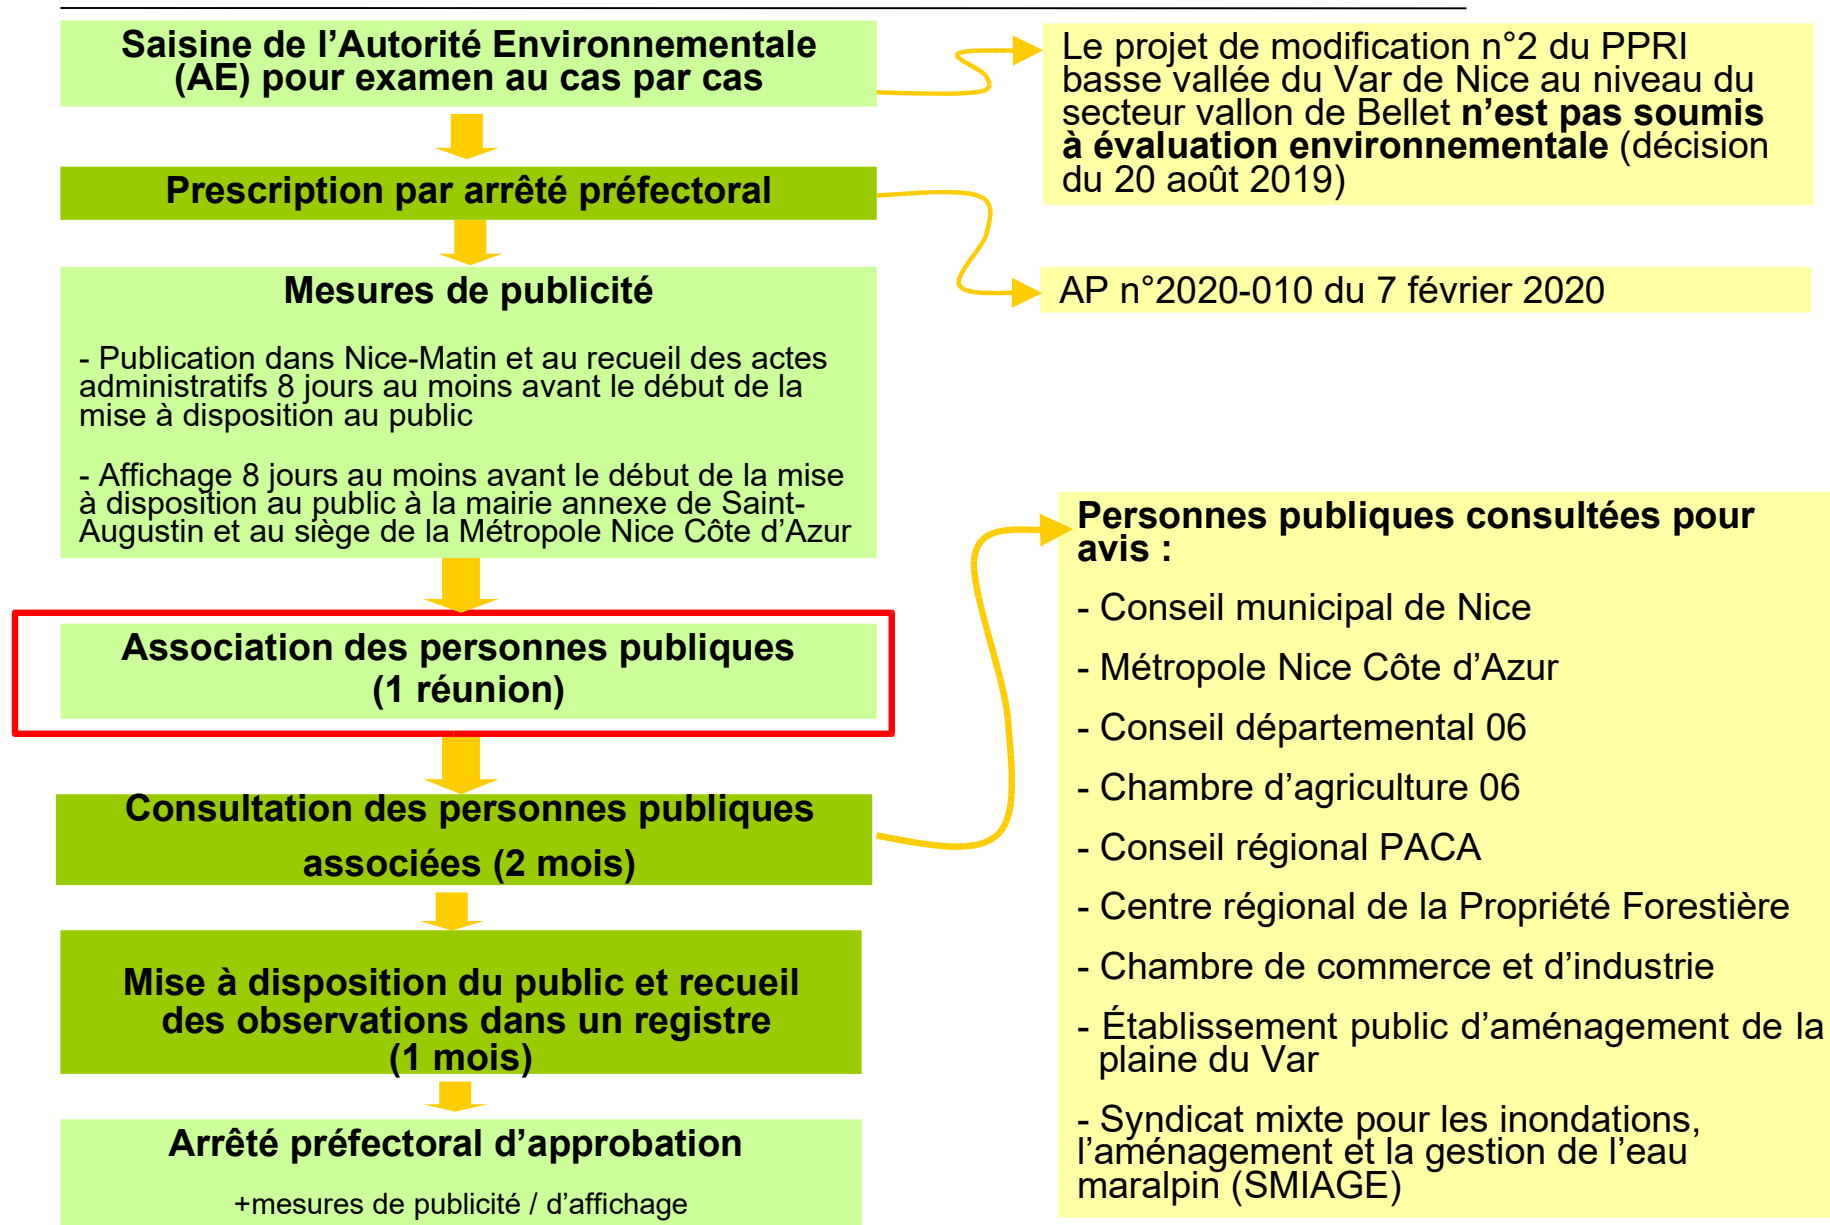 Saisine de l’Autorité Environnementale
(AE) pour examen au cas par cas
Le projet de modification n°2 du PPRI
basse vallée du Var de Nice au niveau du
secteur vallon de Bellet n’est pas soumis
à évaluation environnementale (décision
du 20 août 2019)
Prescription par arrêté préfectoral
AP n°2020-010 du 7 février 2020
Mesures de publicité
- Publication dans Nice-Matin et au recueil des actes
administratifs 8 jours au moins avant le début de la
mise à disposition au public
- Affichage 8 jours au moins avant le début de la mise
à disposition au public à la mairie annexe de Saint-
Augustin et au siège de la Métropole Nice Côte d’Azur
Association des personnes publiques
(1 réunion)
Consultation des personnes publiques
associées (2 mois)
Personnes publiques consultées pour
avis :
- Conseil municipal de Nice
- Métropole Nice Côte d’Azur
- Conseil départemental 06
- Chambre d’agriculture 06
- Conseil régional PACA
- Centre régional de la Propriété Forestière
- Chambre de commerce et d’industrie
- Établissement public d’aménagement de la
plaine du Var
- Syndicat mixte pour les inondations,
l’aménagement et la gestion de l’eau
maralpin (SMIAGE)
Mise à disposition du public et recueil
des observations dans un registre
(1 mois)
Arrêté préfectoral d’approbation
+mesures de publicité / d’affichage